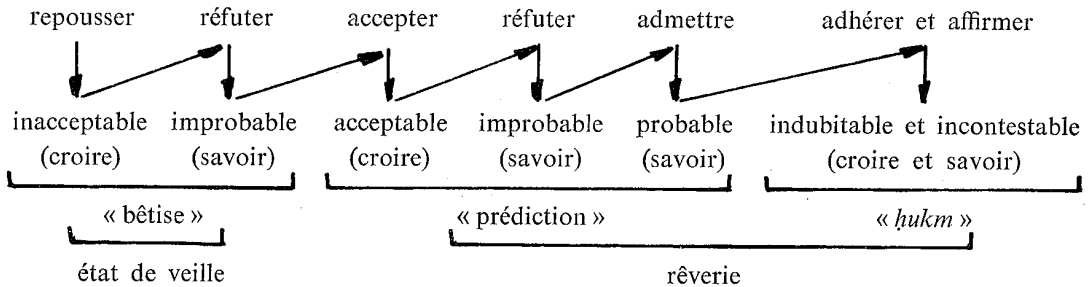 repousser réfuter accepter réfuter admettre adhérer et affirmer
inacceptable improbable acceptable improbable probable indubitable et incontestable
(croire) (savoir) (croire) (savoir) (savoir) (croire et savoir)
« bêtise » « prédiction » « ḥukm »
état de veille rêverie